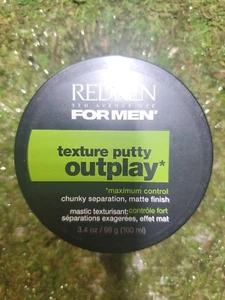 REDKEN
5TH AVENUE NYC
FOR MEN
texture putty
outplay*
*maximum control
chunky separation, matte finish
mastic texturisant: contrôle fort
séparations exagérées, effet mat
3.4 oz / 98 g (100 ml)